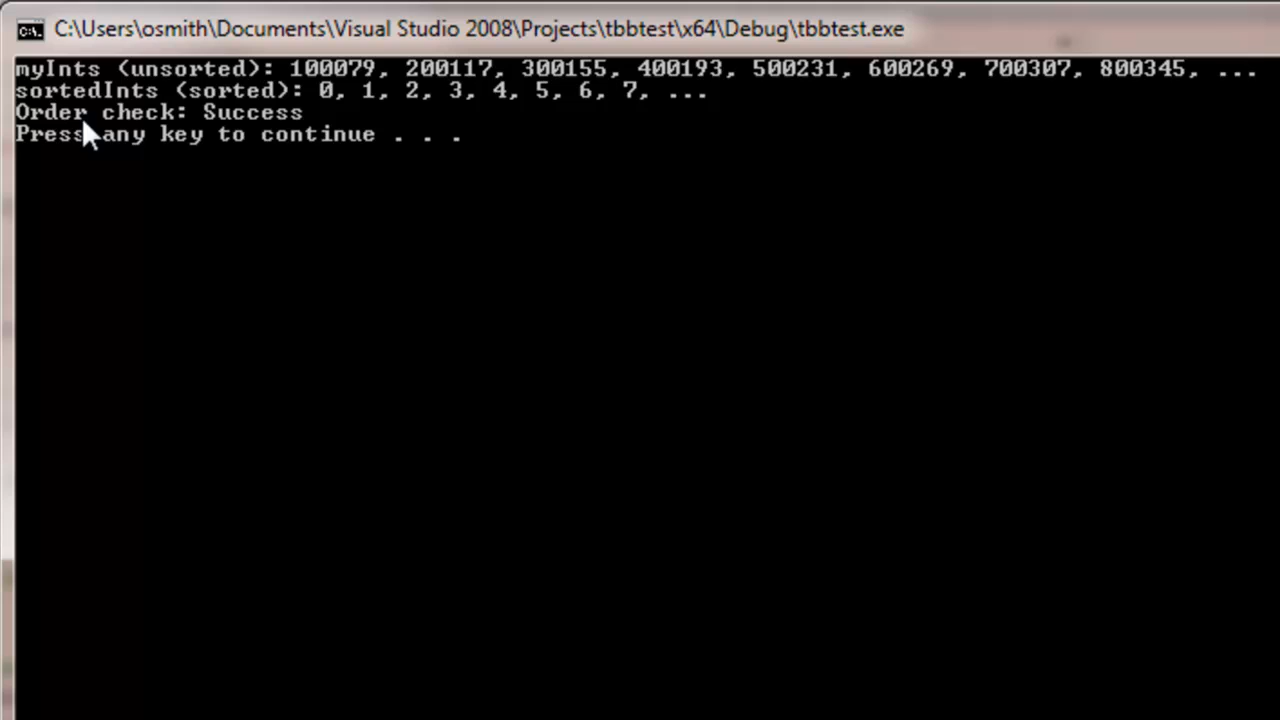 C:\Users\osmith\Documents\Visual Studio 2008\Projects\tbbtest\x64\Debug\tbbtest.exe
myInts (unsorted): 100079, 200117, 300155, 400193, 500231, 600269, 700307, 800345, ...
sortedInts (sorted): 0, 1, 2, 3, 4, 5, 6, 7, ...
Order check: Success
Press any key to continue . . .